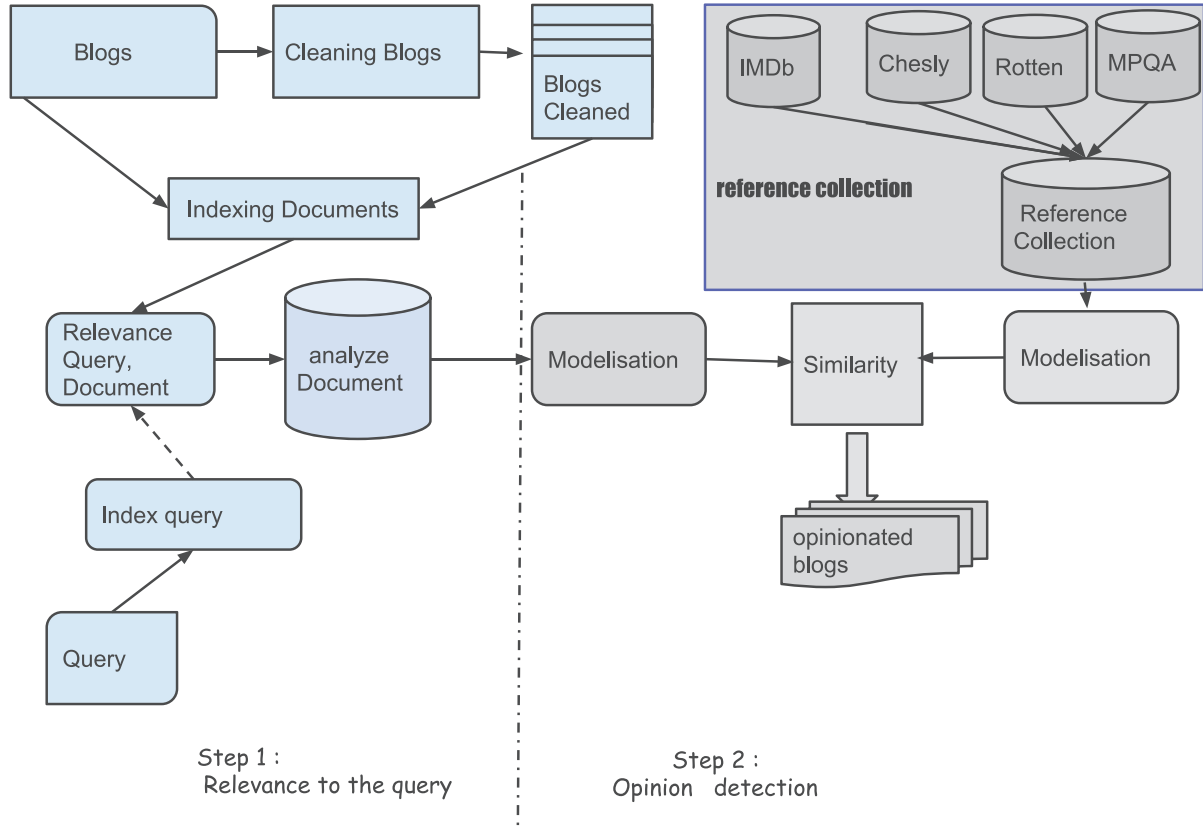 Blogs
Cleaning Blogs
Blogs
Cleaned
IMDb
Chesly
Rotten
MPQA
reference collection
Reference
Collection
Indexing Documents
Relevance
Query,
Document
analyze
Document
Modelisation
Similarity
Modelisation
Index query
opinionated
blogs
Query
Step 1 :
Relevance to the query
Step 2 :
Opinion detection